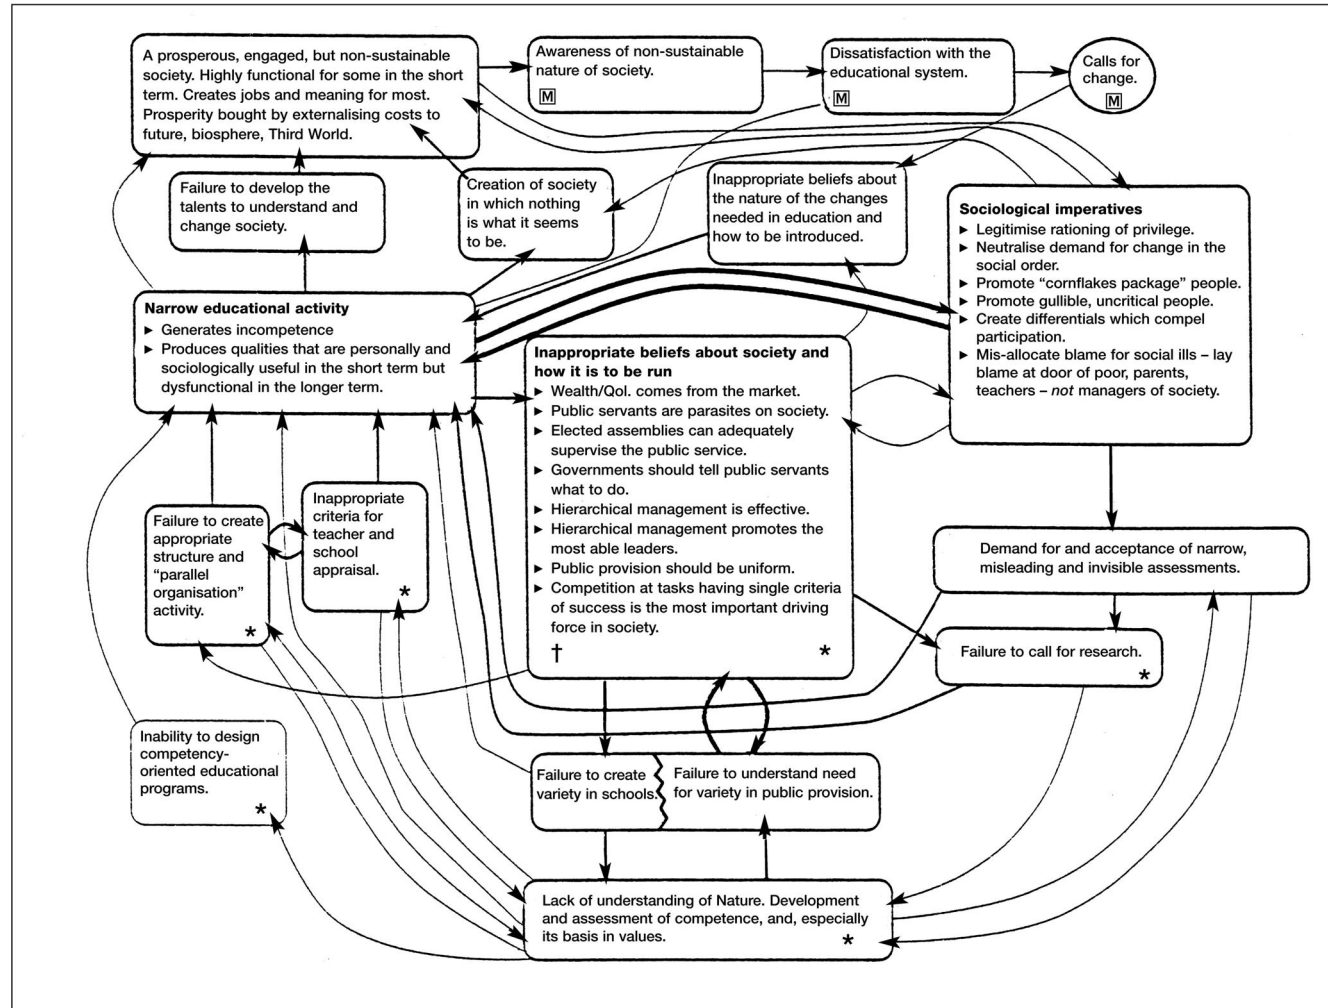 A prosperous, engaged, but non-sustainable
society. Highly functional for some in the short
term. Creates jobs and meaning for most.
Prosperity bought by externalising costs to
future, biosphere, Third World.
Awareness of non-sustainable
nature of society.
M
Dissatisfaction with the
educational system.
M
Calls for
change.
M
Failure to develop the
talents to understand and
change society.
Creation of society
in which nothing
is what it seems
to be.
Inappropriate beliefs about
the nature of the changes
needed in education and
how to be introduced.
Sociological imperatives
► Legitimise rationing of privilege.
► Neutralise demand for change in the
social order.
► Promote “cornflakes package” people.
► Promote gullible, uncritical people.
► Create differentials which compel
participation.
► Mis-allocate blame for social ills – lay
blame at door of poor, parents,
teachers – not managers of society.
Narrow educational activity
► Generates incompetence
► Produces qualities that are personally and
sociologically useful in the short term but
dysfunctional in the longer term.
Inappropriate beliefs about society and
how it is to be run
► Wealth/Qol. comes from the market.
► Public servants are parasites on society.
► Elected assemblies can adequately
supervise the public service.
► Governments should tell public servants
what to do.
► Hierarchical management is effective.
► Hierarchical management promotes the
most able leaders.
► Public provision should be uniform.
► Competition at tasks having single criteria
of success is the most important driving
force in society.
† *
Failure to create
appropriate
structure and
“parallel
organisation”
activity.
*
Inappropriate
criteria for
teacher and
school
appraisal.
*
Demand for and acceptance of narrow,
misleading and invisible assessments.
Failure to call for research.
*
Inability to design
competency-
oriented educational
programs.
*
Failure to create
variety in schools.
Failure to understand need
for variety in public provision.
Lack of understanding of Nature. Development
and assessment of competence, and, especially
its basis in values.
*